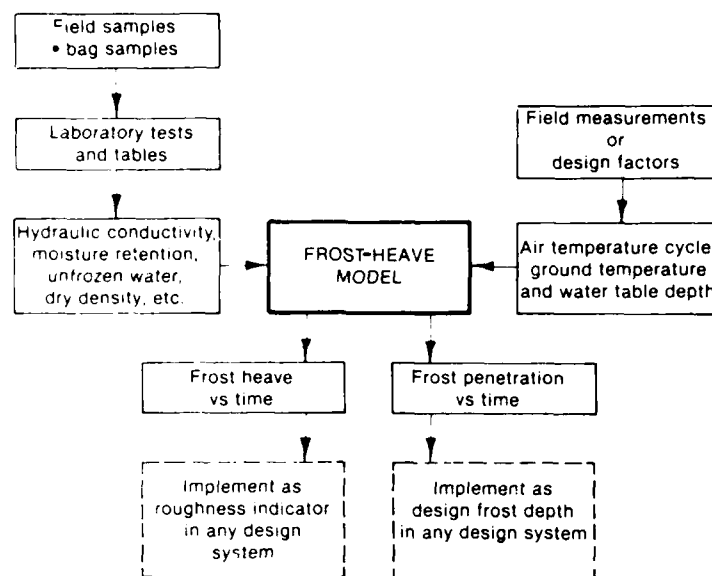 Field samples
• bag samples
Laboratory tests
and tables
Hydraulic conductivity,
moisture retention,
unfrozen water,
dry density, etc.
Field measurements
or
design factors
Air temperature cycle
ground temperature
and water table depth
FROST-HEAVE
MODEL
Frost heave
vs time
Frost penetration
vs time
Implement as
roughness indicator
in any design
system
Implement as
design frost depth
in any design system